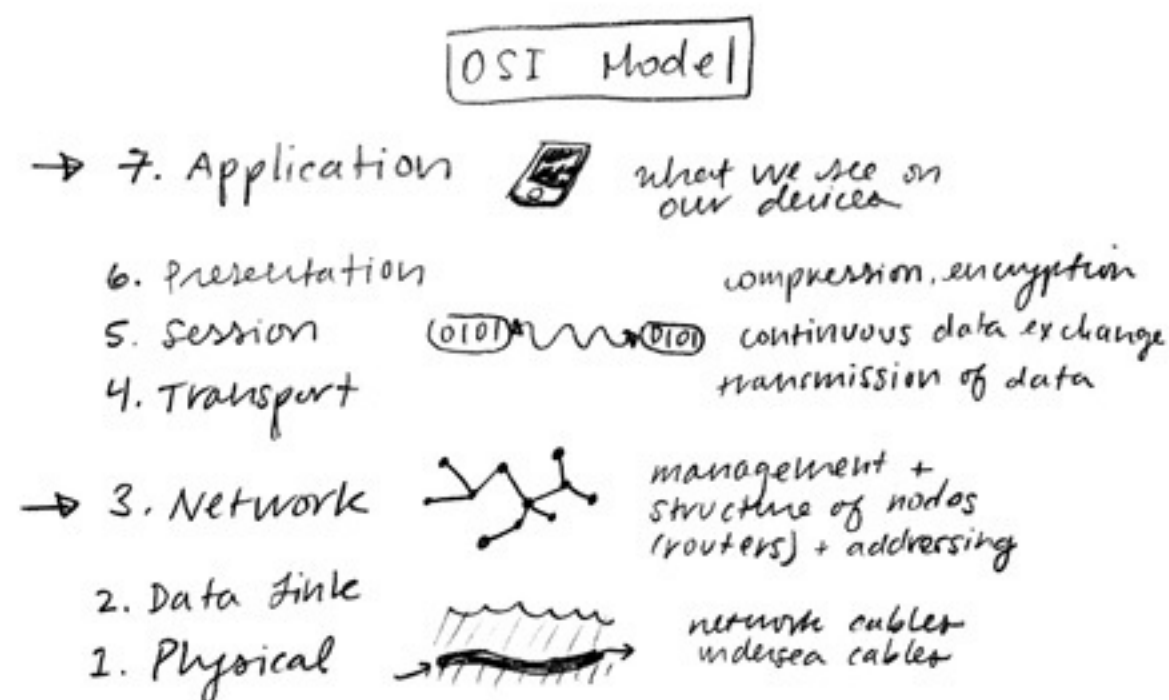 OSI Model
7. Application
what we see on
our devices
6. Presentation
compression, encryption
5. Session
0101
0101
continuous data exchange
4. Transport
transmission of data
3. Network
management +
structure of nodes
(routers) + addressing
2. Data Link
1. Physical
network cables
undersea cables